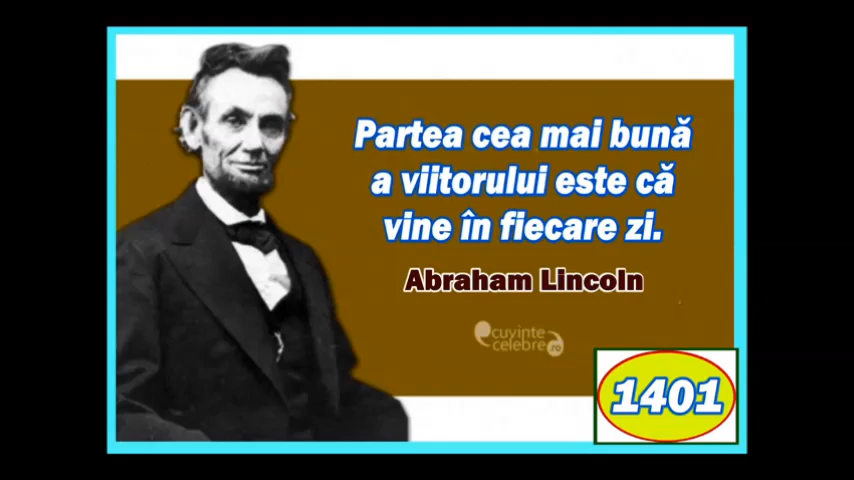 Partea cea mai bună
a viitorului este că
vine în fiecare zi.
Abraham Lincoln
cuvinte
celebre.ro
1401